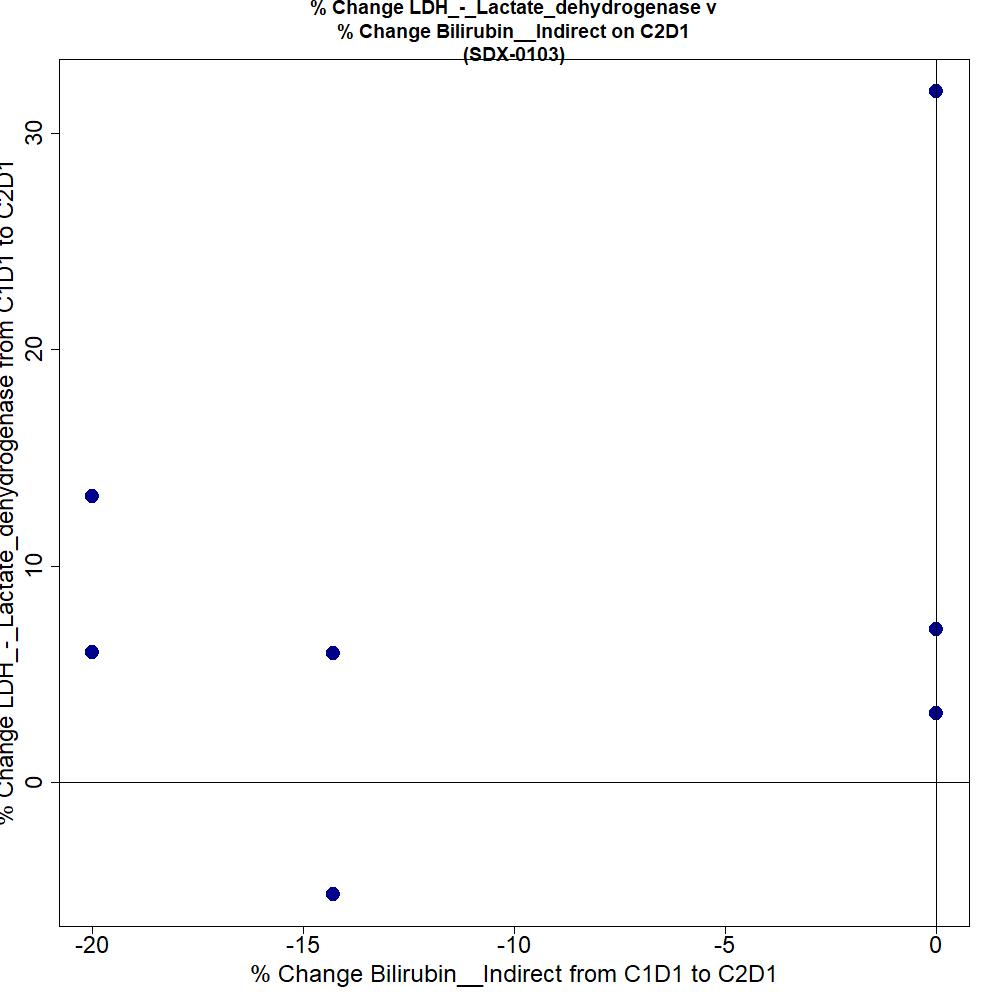 % Change LDH_-_Lactate_dehydrogenase v
% Change Bilirubin__Indirect on C2D1
(SDX-0103)
% Change LDH_-_Lactate_dehydrogenase from C1D1 to C2D1
30
20
10
0
-20
-15
-10
-5
0
% Change Bilirubin__Indirect from C1D1 to C2D1